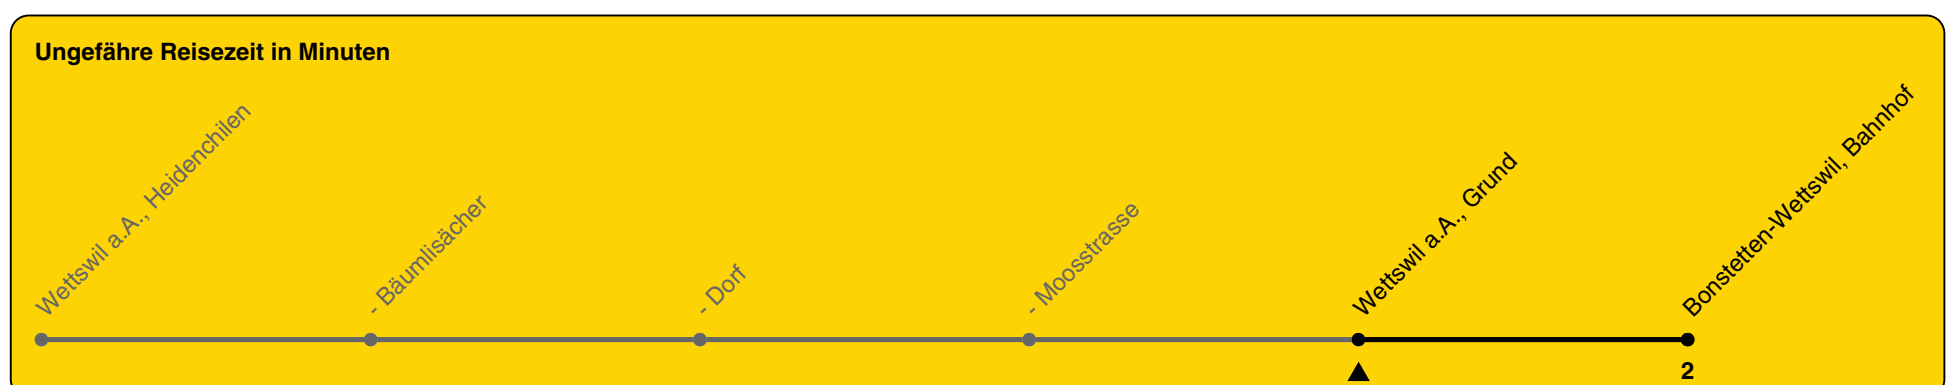 Ungefähre Reisezeit in Minuten
Wettswil a.A., Heidenchilen
- Bäumlisächer
- Dorf
- Moosstrasse
Wettswil a.A., Grund
Bonstetten-Wettswil, Bahnhof
2